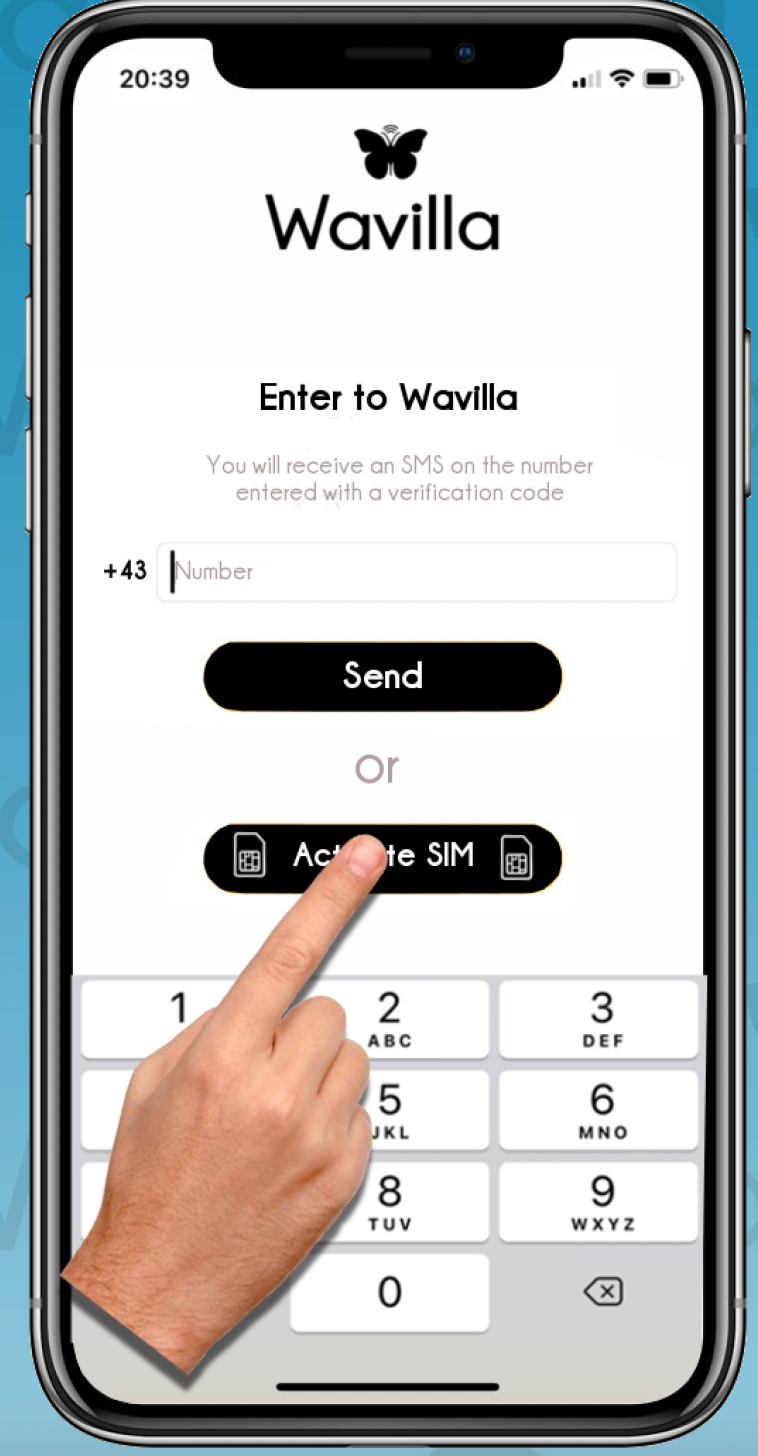 20:39
Wavilla
Enter to Wavilla
You will receive an SMS on the number
entered with a verification code
+43 Number
Send
or
Act te SIM
1 2 3
ABC DEF
5 6
JKL MNO
8 9
TUV WXYZ
0